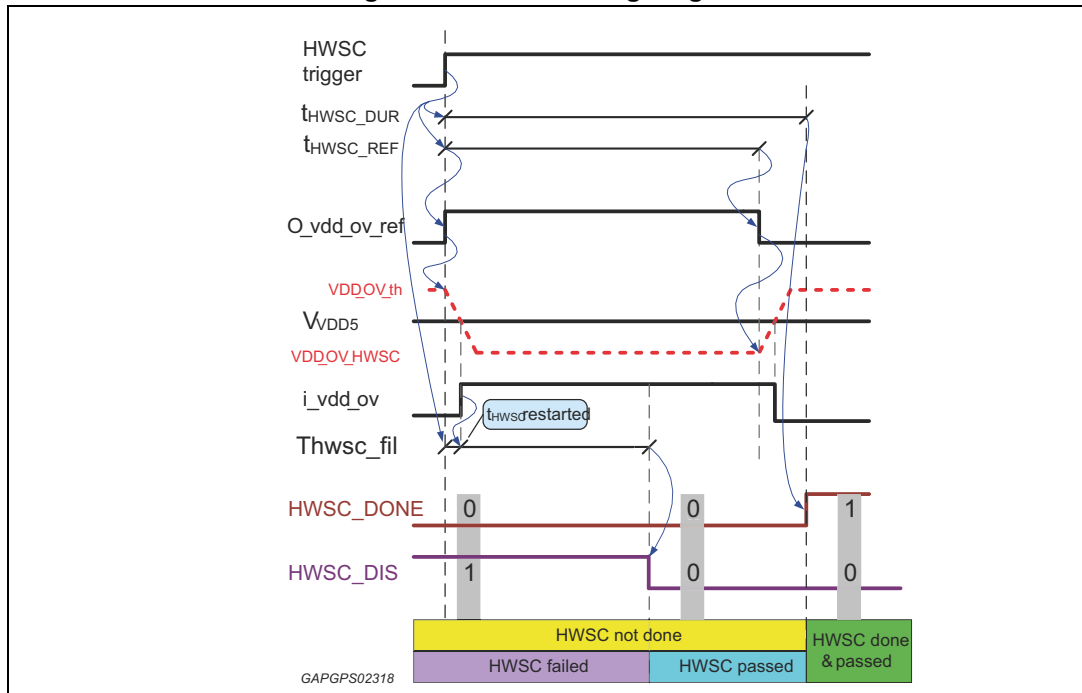 HWSC
trigger
tHWSC_DUR
tHWSC_REF
O_vdd_ov_ref
VDD_OV_th
VVDD5
VDD_OV_HWSC
i_vdd_ov
tHWSC restarted
Thwsc_fil
HWSC_DONE 0 0 1
HWSC_DIS 1 0 0
HWSC not done
HWSC done
& passed
HWSC failed
HWSC passed
GAPGPS02318